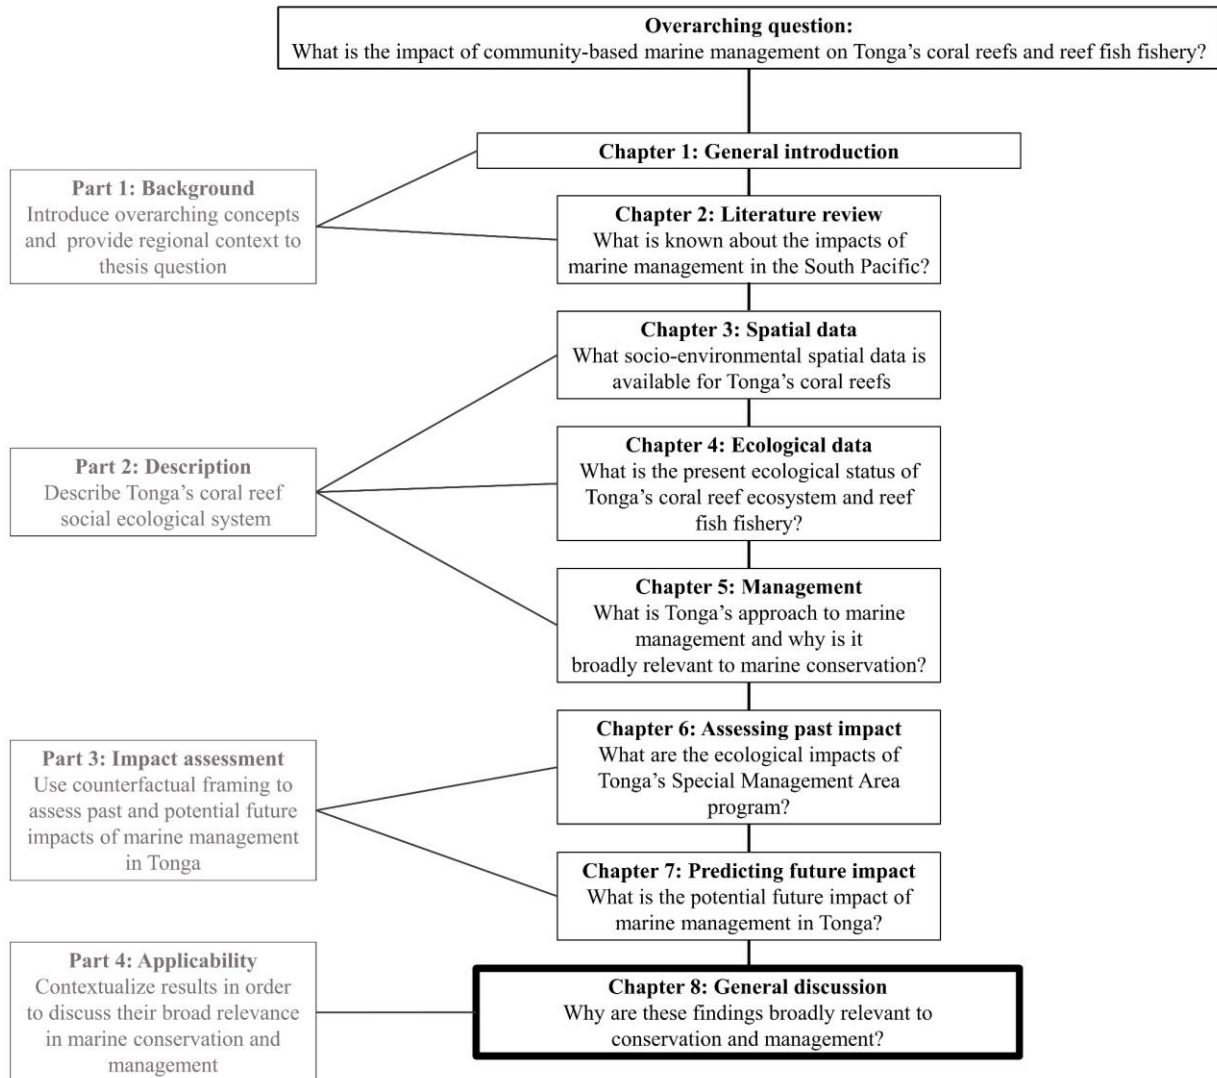 Overarching question:
What is the impact of community-based marine management on Tonga's coral reefs and reef fish fishery?
Chapter 1: General introduction
Part 1: Background
Introduce overarching concepts
and provide regional context to
thesis question
Chapter 2: Literature review
What is known about the impacts of
marine management in the South Pacific?
Chapter 3: Spatial data
What socio-environmental spatial data is
available for Tonga's coral reefs
Part 2: Description
Describe Tonga's coral reef
social ecological system
Chapter 4: Ecological data
What is the present ecological status of
Tonga's coral reef ecosystem and reef
fish fishery?
Chapter 5: Management
What is Tonga's approach to marine
management and why is it
broadly relevant to marine conservation?
Part 3: Impact assessment
Use counterfactual framing to
assess past and potential future
impacts of marine management
in Tonga
Chapter 6: Assessing past impact
What are the ecological impacts of
Tonga's Special Management Area
program?
Chapter 7: Predicting future impact
What is the potential future impact of
marine management in Tonga?
Part 4: Applicability
Contextualize results in order
to discuss their broad relevance
in marine conservation and
management
Chapter 8: General discussion
Why are these findings broadly relevant to
conservation and management?